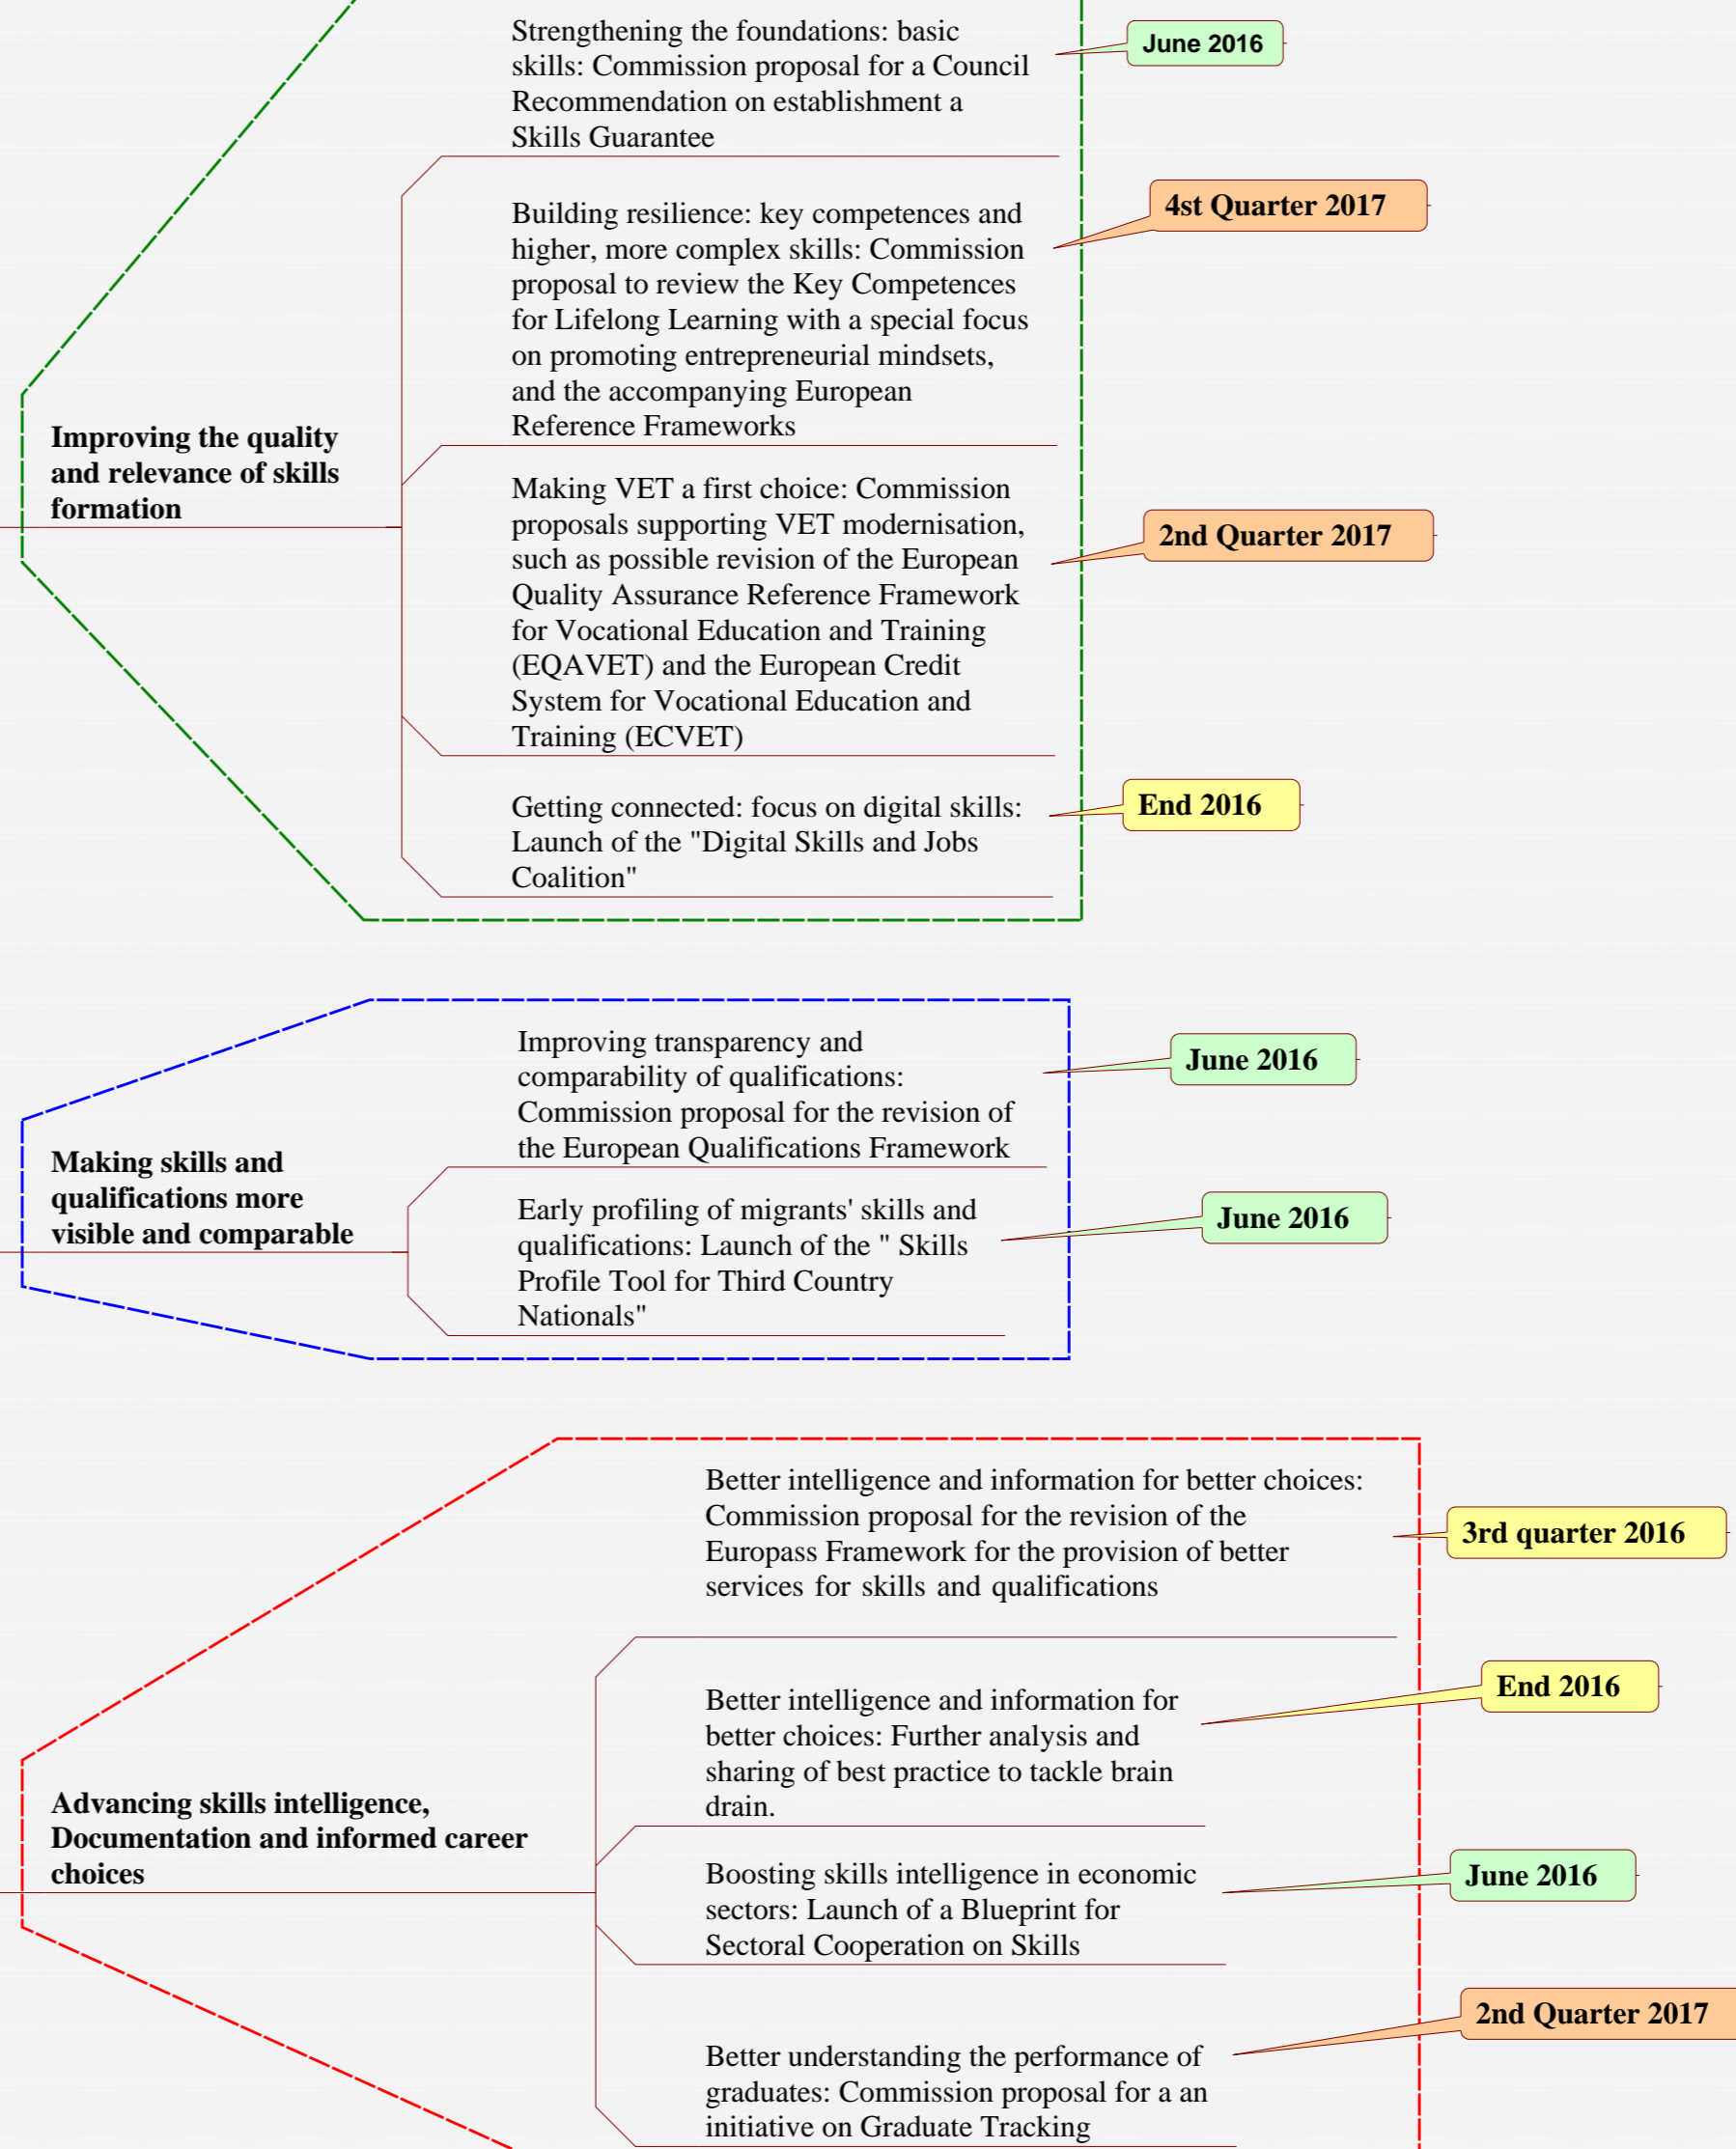 Strengthening the foundations: basic
skills: Commission proposal for a Council
Recommendation on establishment a
Skills Guarantee
June 2016
Building resilience: key competences and
higher, more complex skills: Commission
proposal to review the Key Competences
for Lifelong Learning with a special focus
on promoting entrepreneurial mindsets,
and the accompanying European
Reference Frameworks
4st Quarter 2017
Improving the quality
and relevance of skills
formation
Making VET a first choice: Commission
proposals supporting VET modernisation,
such as possible revision of the European
Quality Assurance Reference Framework
for Vocational Education and Training
(EQAVET) and the European Credit
System for Vocational Education and
Training (ECVET)
2nd Quarter 2017
Getting connected: focus on digital skills:
Launch of the "Digital Skills and Jobs
Coalition"
End 2016
Improving transparency and
comparability of qualifications:
Commission proposal for the revision of
the European Qualifications Framework
June 2016
Making skills and
qualifications more
visible and comparable
Early profiling of migrants' skills and
qualifications: Launch of the " Skills
Profile Tool for Third Country
Nationals"
June 2016
Better intelligence and information for better choices:
Commission proposal for the revision of the
Europass Framework for the provision of better
services for skills and qualifications
3rd quarter 2016
Better intelligence and information for
better choices: Further analysis and
sharing of best practice to tackle brain
drain.
End 2016
Advancing skills intelligence,
Documentation and informed career
choices
Boosting skills intelligence in economic
sectors: Launch of a Blueprint for
Sectoral Cooperation on Skills
June 2016
Better understanding the performance of
graduates: Commission proposal for a an
initiative on Graduate Tracking
2nd Quarter 2017